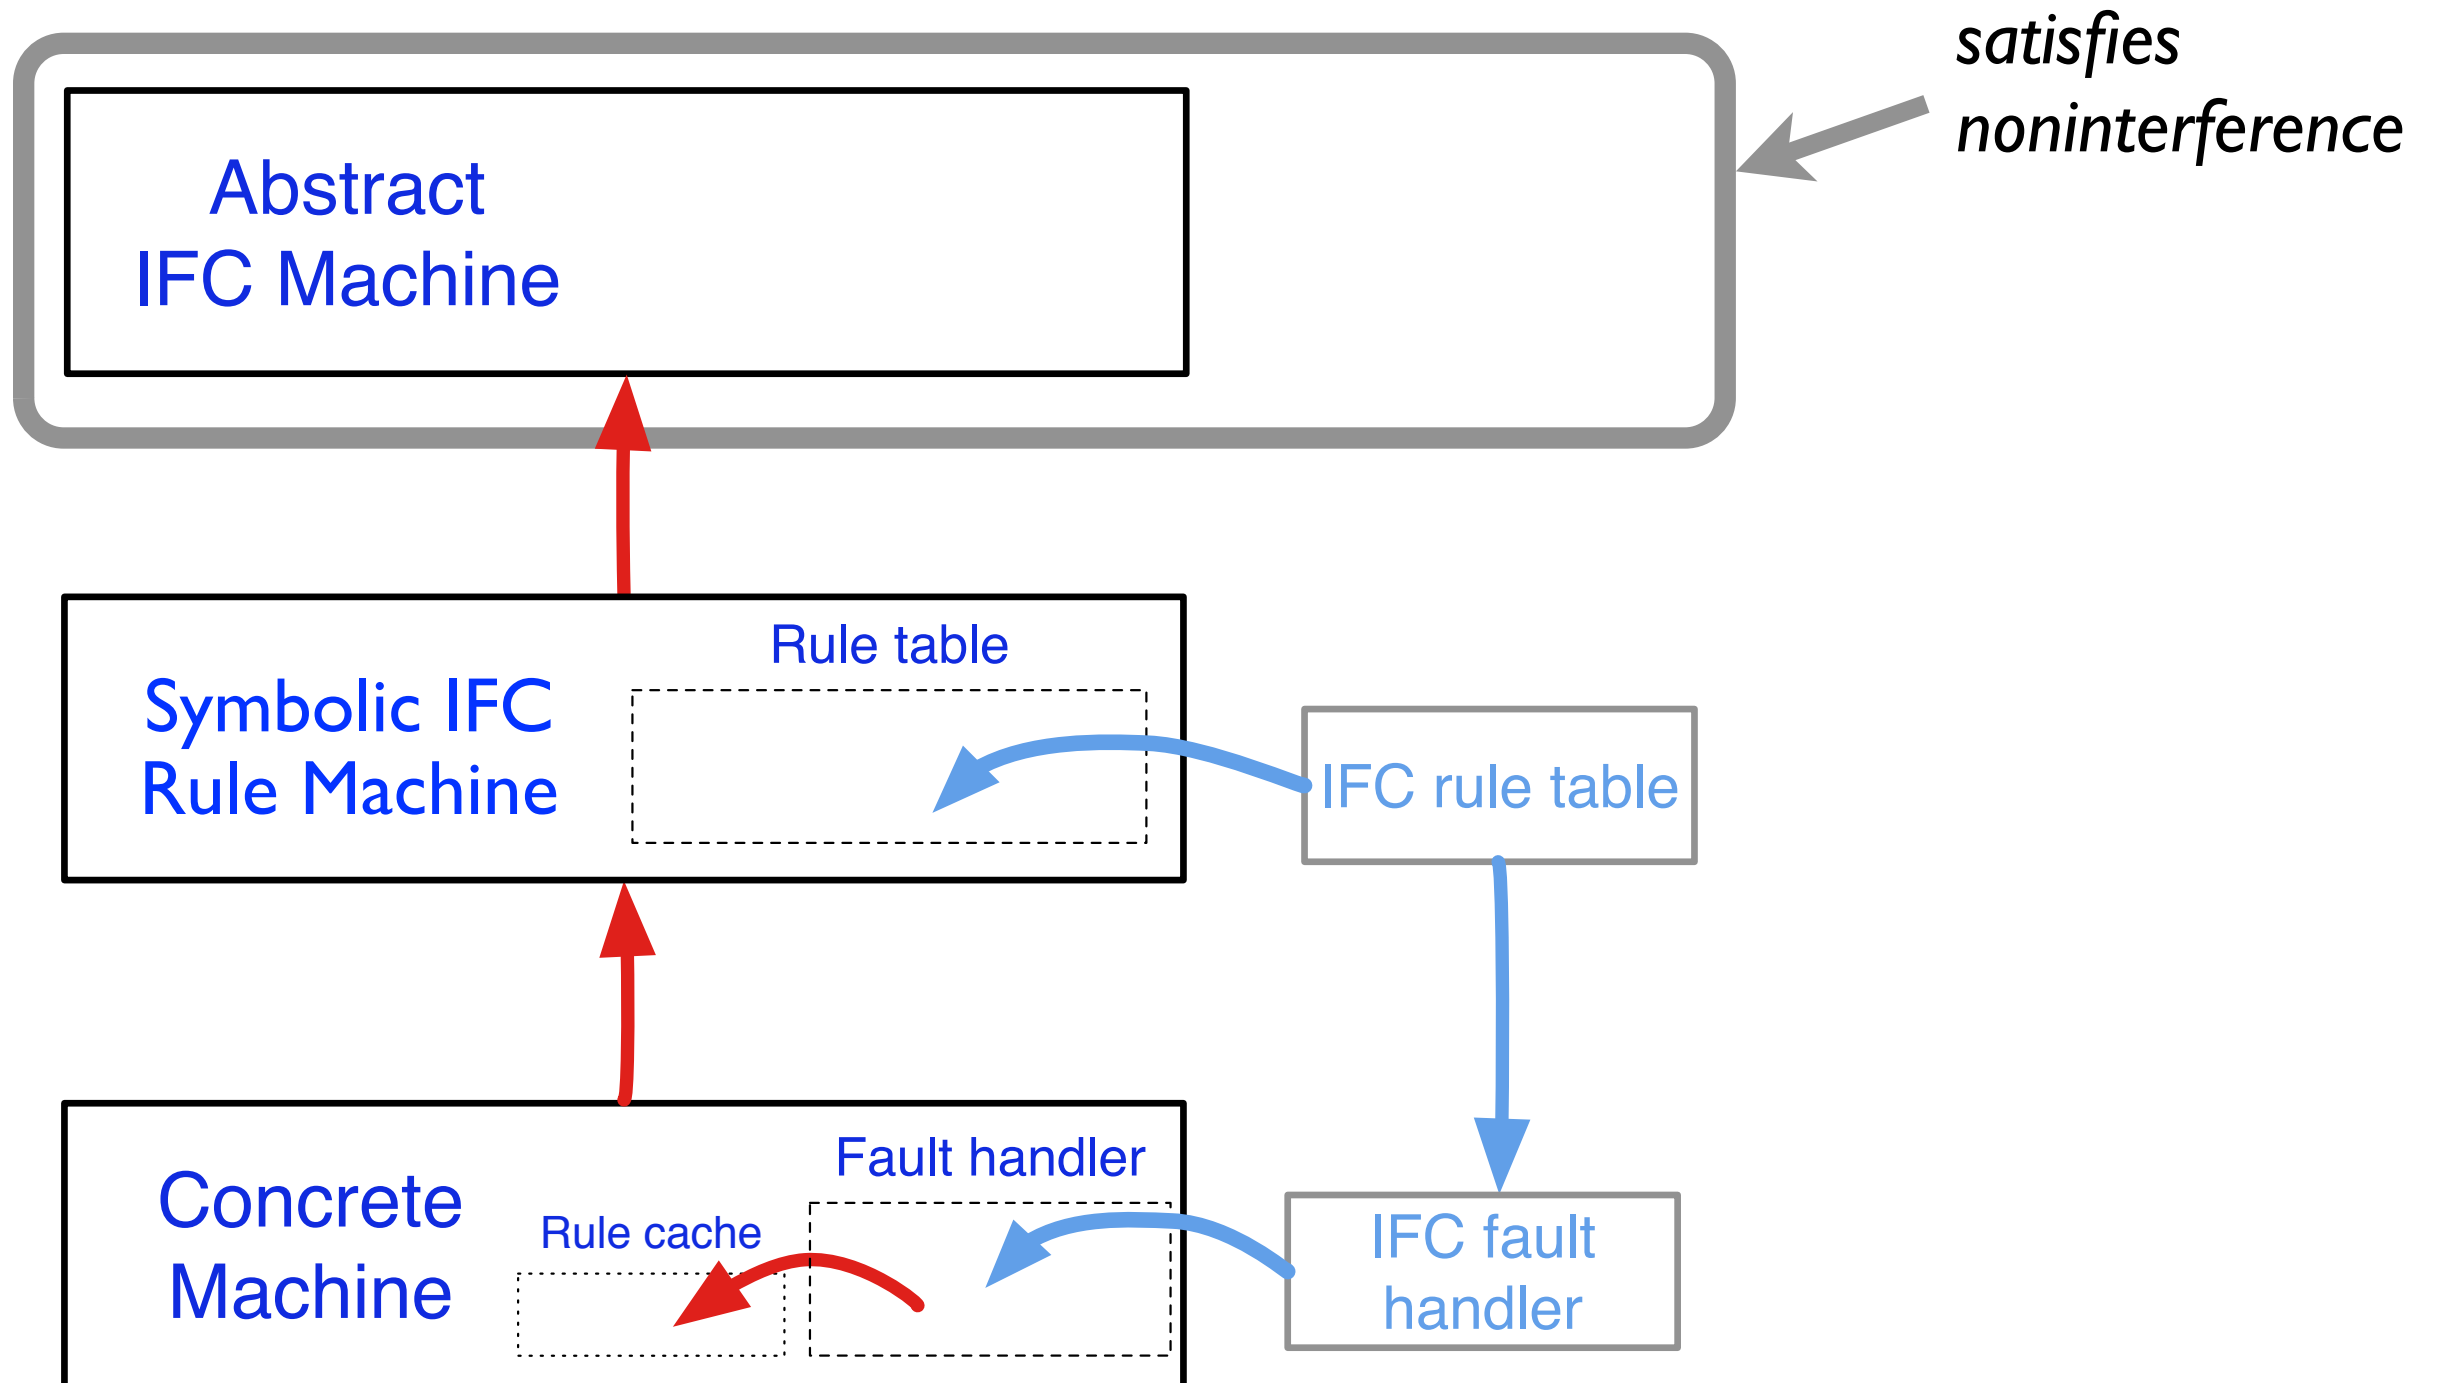 satisfies
noninterference
Abstract
IFC Machine
Rule table
Symbolic IFC
Rule Machine
IFC rule table
Fault handler
Concrete
Machine
Rule cache
IFC fault
handler